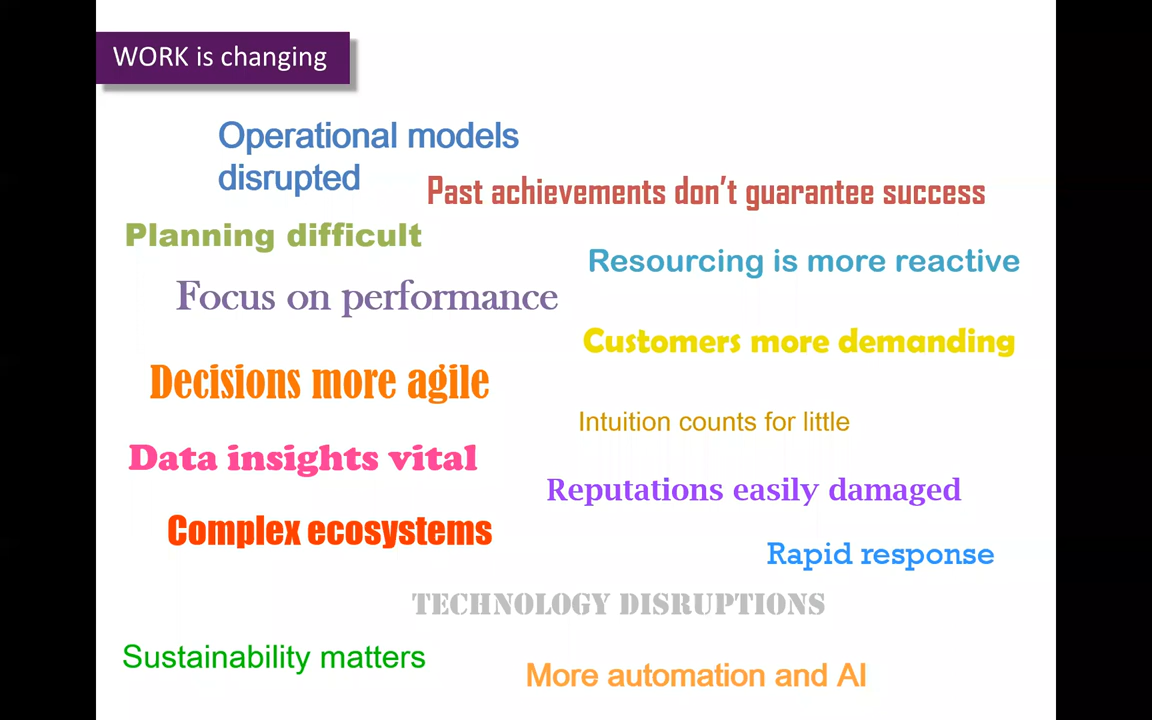 WORK is changing
Operational models
disrupted
Past achievements don't guarantee success
Planning difficult
Resourcing is more reactive
Focus on performance
Customers more demanding
Decisions more agile
Intuition counts for little
Data insights vital
Reputations easily damaged
Complex ecosystems
Rapid response
TECHNOLOGY DISRUPTIONS
Sustainability matters
More automation and AI